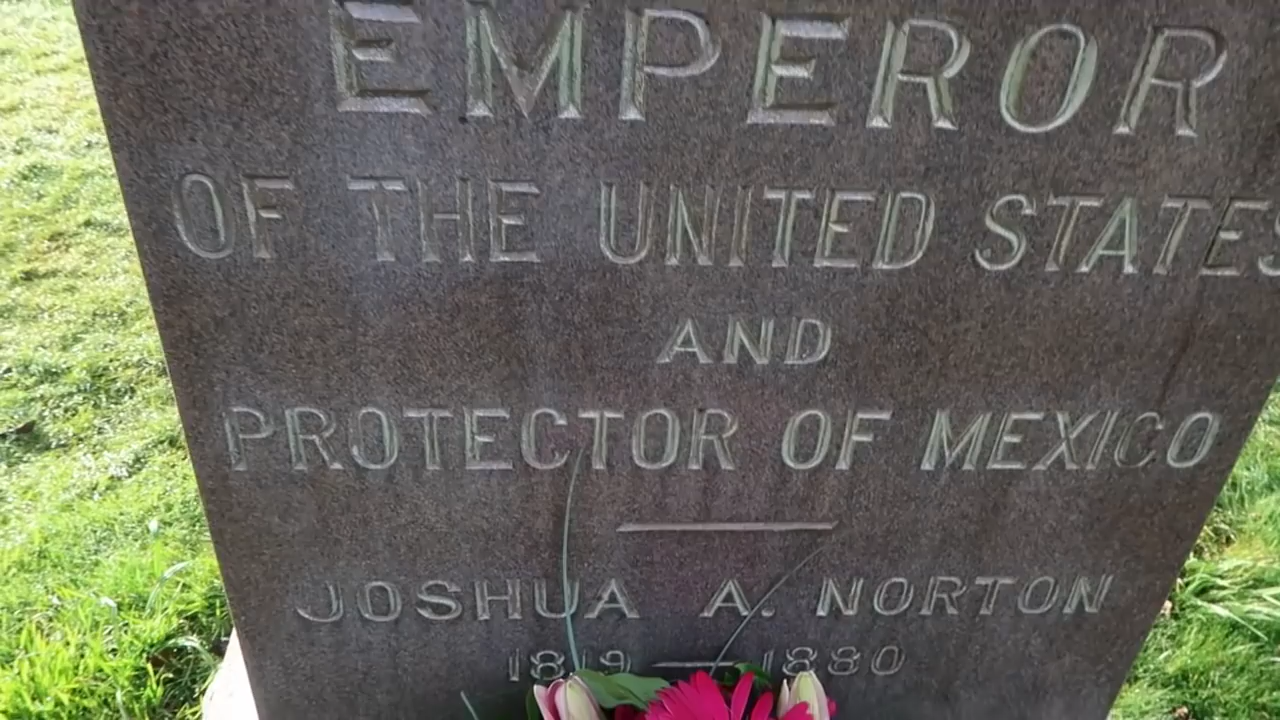 EMPEROR
OF THE UNITED STATES
AND
PROTECTOR OF MEXICO
JOSHUA A. NORTON
1819 — 1880